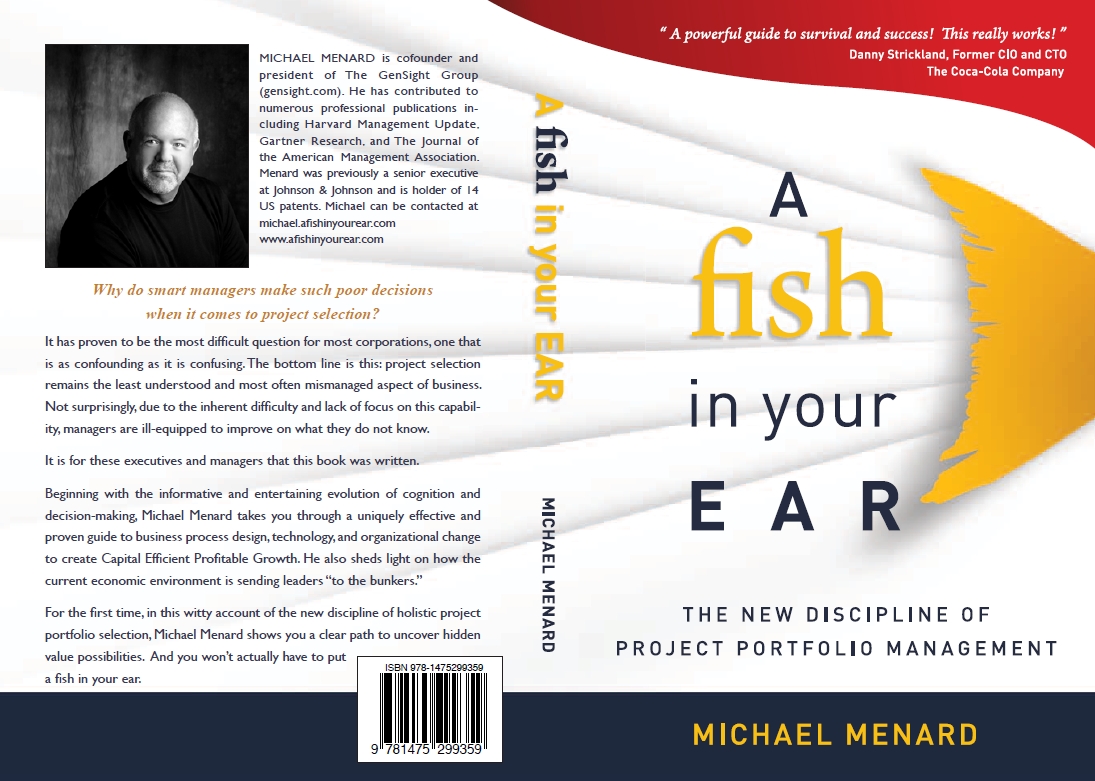 MICHAEL MENARD is cofounder and
president of The GenSight Group
(gensight.com). He has contributed to
numerous professional publications in-
cluding Harvard Management Update,
Gartner Research, and The Journal of
the American Management Association.
Menard was previously a senior executive
at Johnson & Johnson and is holder of 14
US patents. Michael can be contacted at
michael.afishinyourear.com
www.afishinyourear.com
Why do smart managers make such poor decisions
when it comes to project selection?
It has proven to be the most difficult question for most corporations, one that
is as confounding as it is confusing. The bottom line is this: project selection
remains the least understood and most often mismanaged aspect of business.
Not surprisingly, due to the inherent difficulty and lack of focus on this capabil-
ity, managers are ill-equipped to improve on what they do not know.
It is for these executives and managers that this book was written.
Beginning with the informative and entertaining evolution of cognition and
decision-making, Michael Menard takes you through a uniquely effective and
proven guide to business process design, technology, and organizational change
to create Capital Efficient Profitable Growth. He also sheds light on how the
current economic environment is sending leaders “to the bunkers.”
For the first time, in this witty account of the new discipline of holistic project
portfolio selection, Michael Menard shows you a clear path to uncover hidden
value possibilities. And you won’t actually have to put
a fish in your ear.
ISBN 978-1475299359
9 781475 299359
A fish in your EAR
MICHAEL MENARD
“ A powerful guide to survival and success! This really works! ”
Danny Strickland, Former CIO and CTO
The Coca-Cola Company
A
fish
in your
EAR
THE NEW DISCIPLINE OF
PROJECT PORTFOLIO MANAGEMENT
MICHAEL MENARD